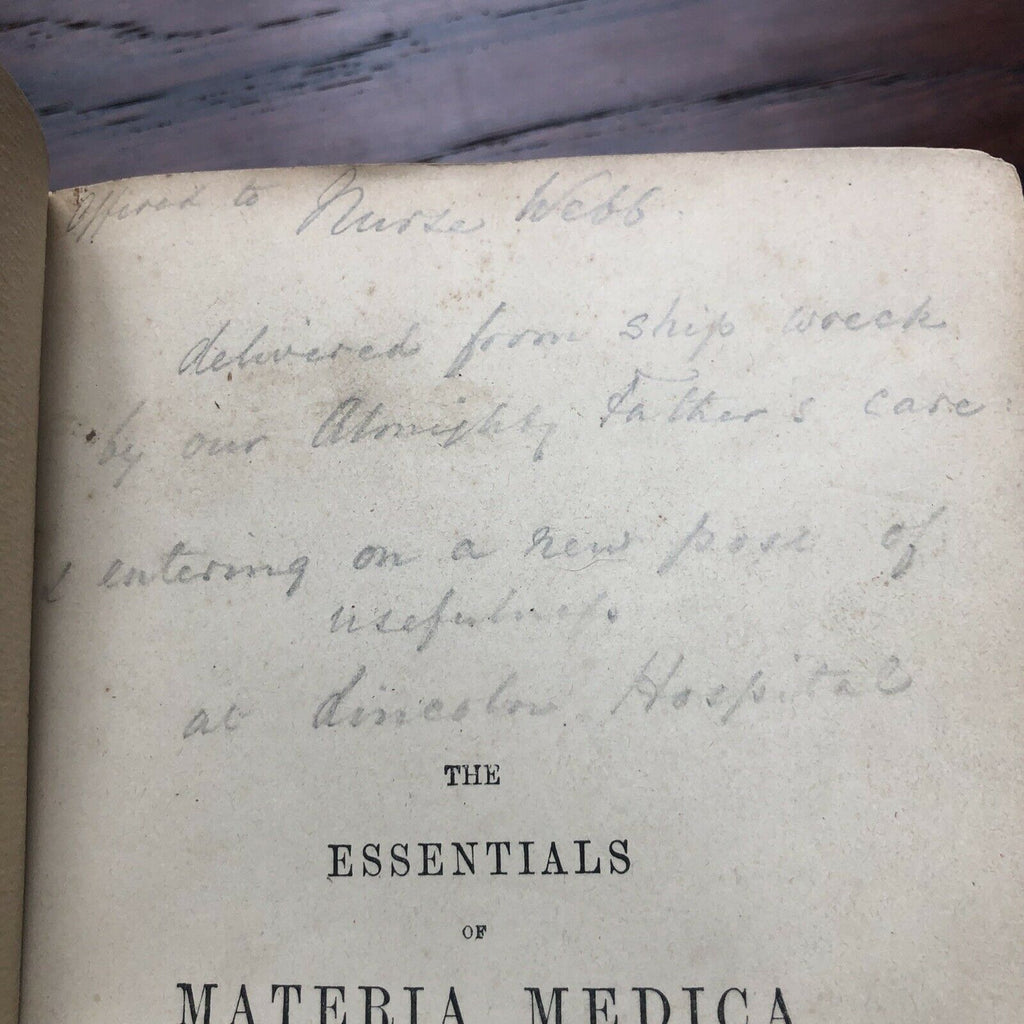 Offered to Nurse Webb
delivered from ship wreck
by our Almighty Father's care
& entering on a new post of
usefulness.
at Lincoln Hospital
THE
ESSENTIALS
OF
MATERIA MEDICA